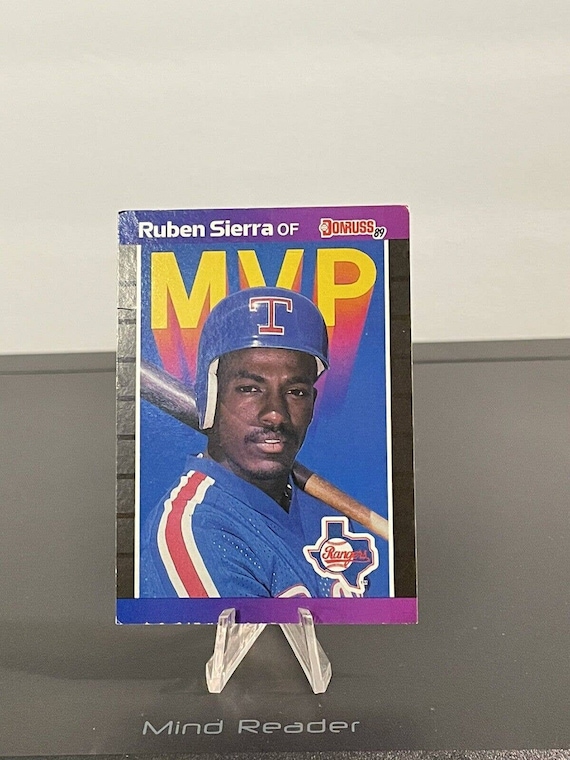 Ruben Sierra OF DONRUSS 89
MVP
T
Rangers
Mind Reader